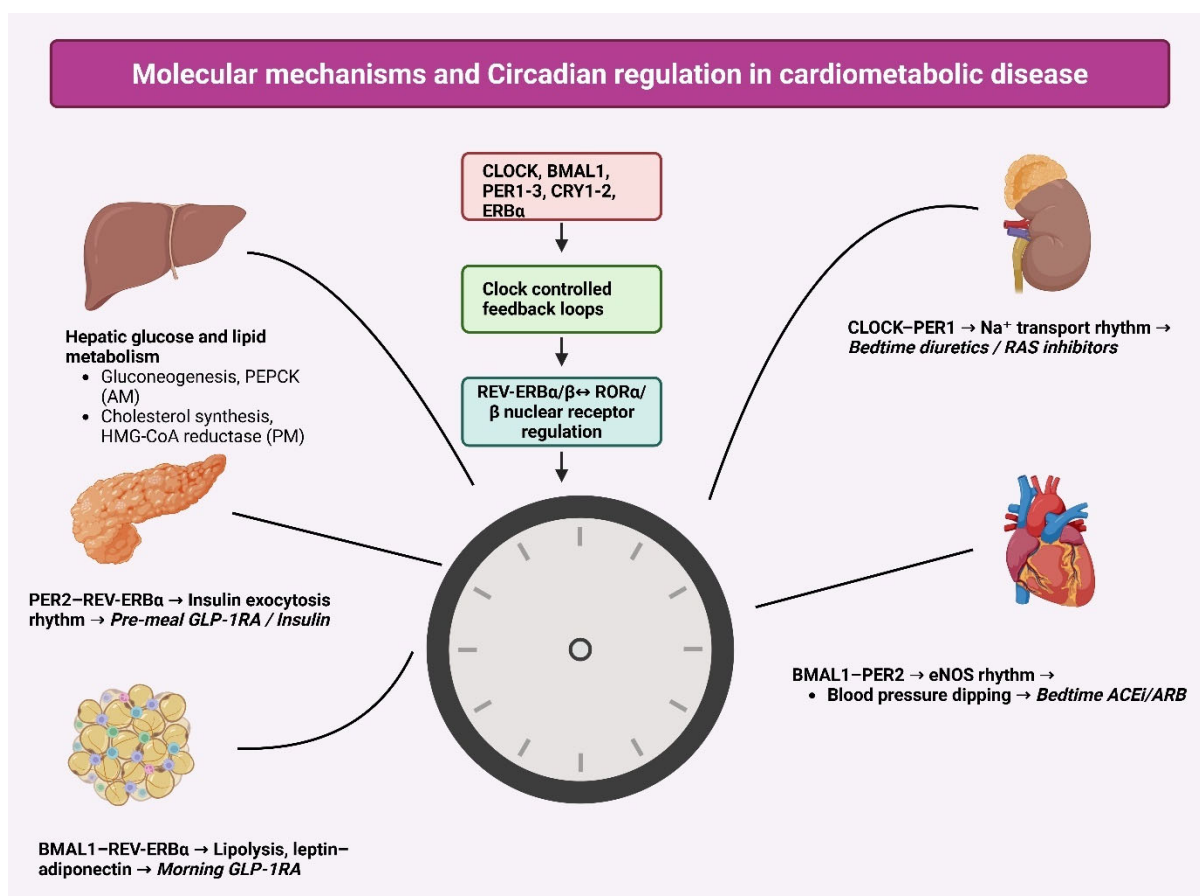 Molecular mechanisms and Circadian regulation in cardiometabolic disease
CLOCK, BMAL1,
PER1-3, CRY1-2,
ERBα
Clock controlled
feedback loops
REV-ERBα/β↔ RORα/
β nuclear receptor
regulation
Hepatic glucose and lipid
metabolism
• Gluconeogenesis, PEPCK
(AM)
• Cholesterol synthesis,
HMG-CoA reductase (PM)
PER2–REV-ERBα → Insulin exocytosis
rhythm → Pre-meal GLP-1RA / Insulin
BMAL1–REV-ERBα → Lipolysis, leptin–
adiponectin → Morning GLP-1RA
CLOCK–PER1 → Na⁺ transport rhythm →
Bedtime diuretics / RAS inhibitors
BMAL1–PER2 → eNOS rhythm →
• Blood pressure dipping → Bedtime ACEi/ARB